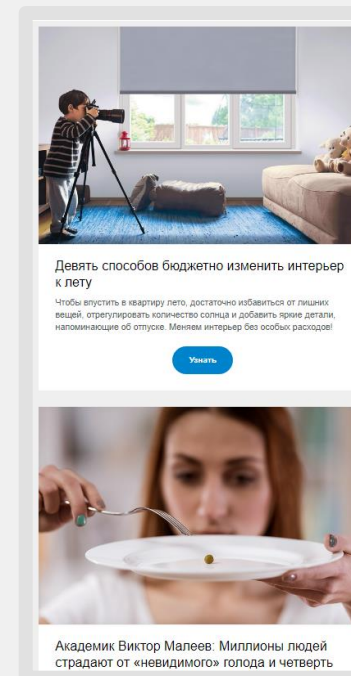 Девять способов бюджетно изменить интерьер
к лету
Чтобы впустить в квартиру лето, достаточно избавиться от лишних
вещей, отрегулировать количество солнца и добавить яркие детали,
напоминающие об отпуске. Меняем интерьер без особых расходов!
Узнать
Академик Виктор Малеев: Миллионы людей
страдают от «невидимого» голода и четверть